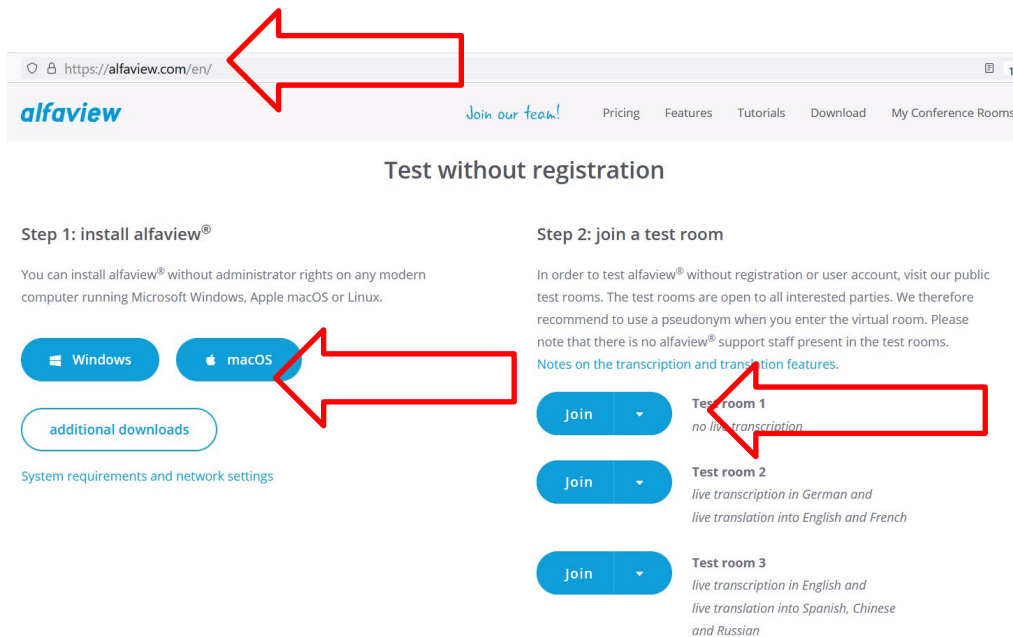 https://alfaview.com/en/
alfaview
Join our team! Pricing Features Tutorials Download My Conference Rooms
Test without registration
Step 1: install alfaview®
You can install alfaview® without administrator rights on any modern
computer running Microsoft Windows, Apple macOS or Linux.
Windows macOS
additional downloads
System requirements and network settings
Step 2: join a test room
In order to test alfaview® without registration or user account, visit our public
test rooms. The test rooms are open to all interested parties. We therefore
recommend to use a pseudonym when you enter the virtual room. Please
note that there is no alfaview® support staff present in the test rooms.
Notes on the transcription and translation features.
Join
Test room 1
no live transcription
Join
Test room 2
live transcription in German and
live translation into English and French
Join
Test room 3
live transcription in English and
live translation into Spanish, Chinese
and Russian